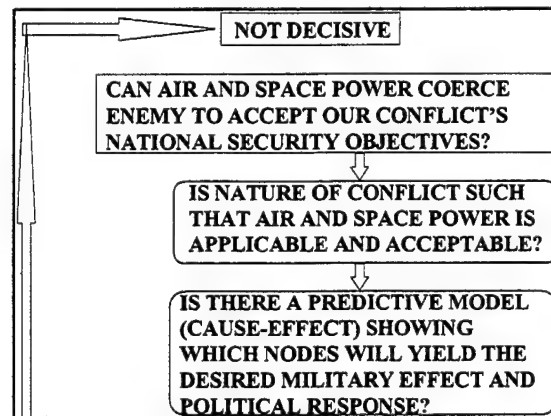 NOT DECISIVE
CAN AIR AND SPACE POWER COERCE
ENEMY TO ACCEPT OUR CONFLICT'S
NATIONAL SECURITY OBJECTIVES?
IS NATURE OF CONFLICT SUCH
THAT AIR AND SPACE POWER IS
APPLICABLE AND ACCEPTABLE?
IS THERE A PREDICTIVE MODEL
(CAUSE-EFFECT) SHOWING
WHICH NODES WILL YIELD THE
DESIRED MILITARY EFFECT AND
POLITICAL RESPONSE?